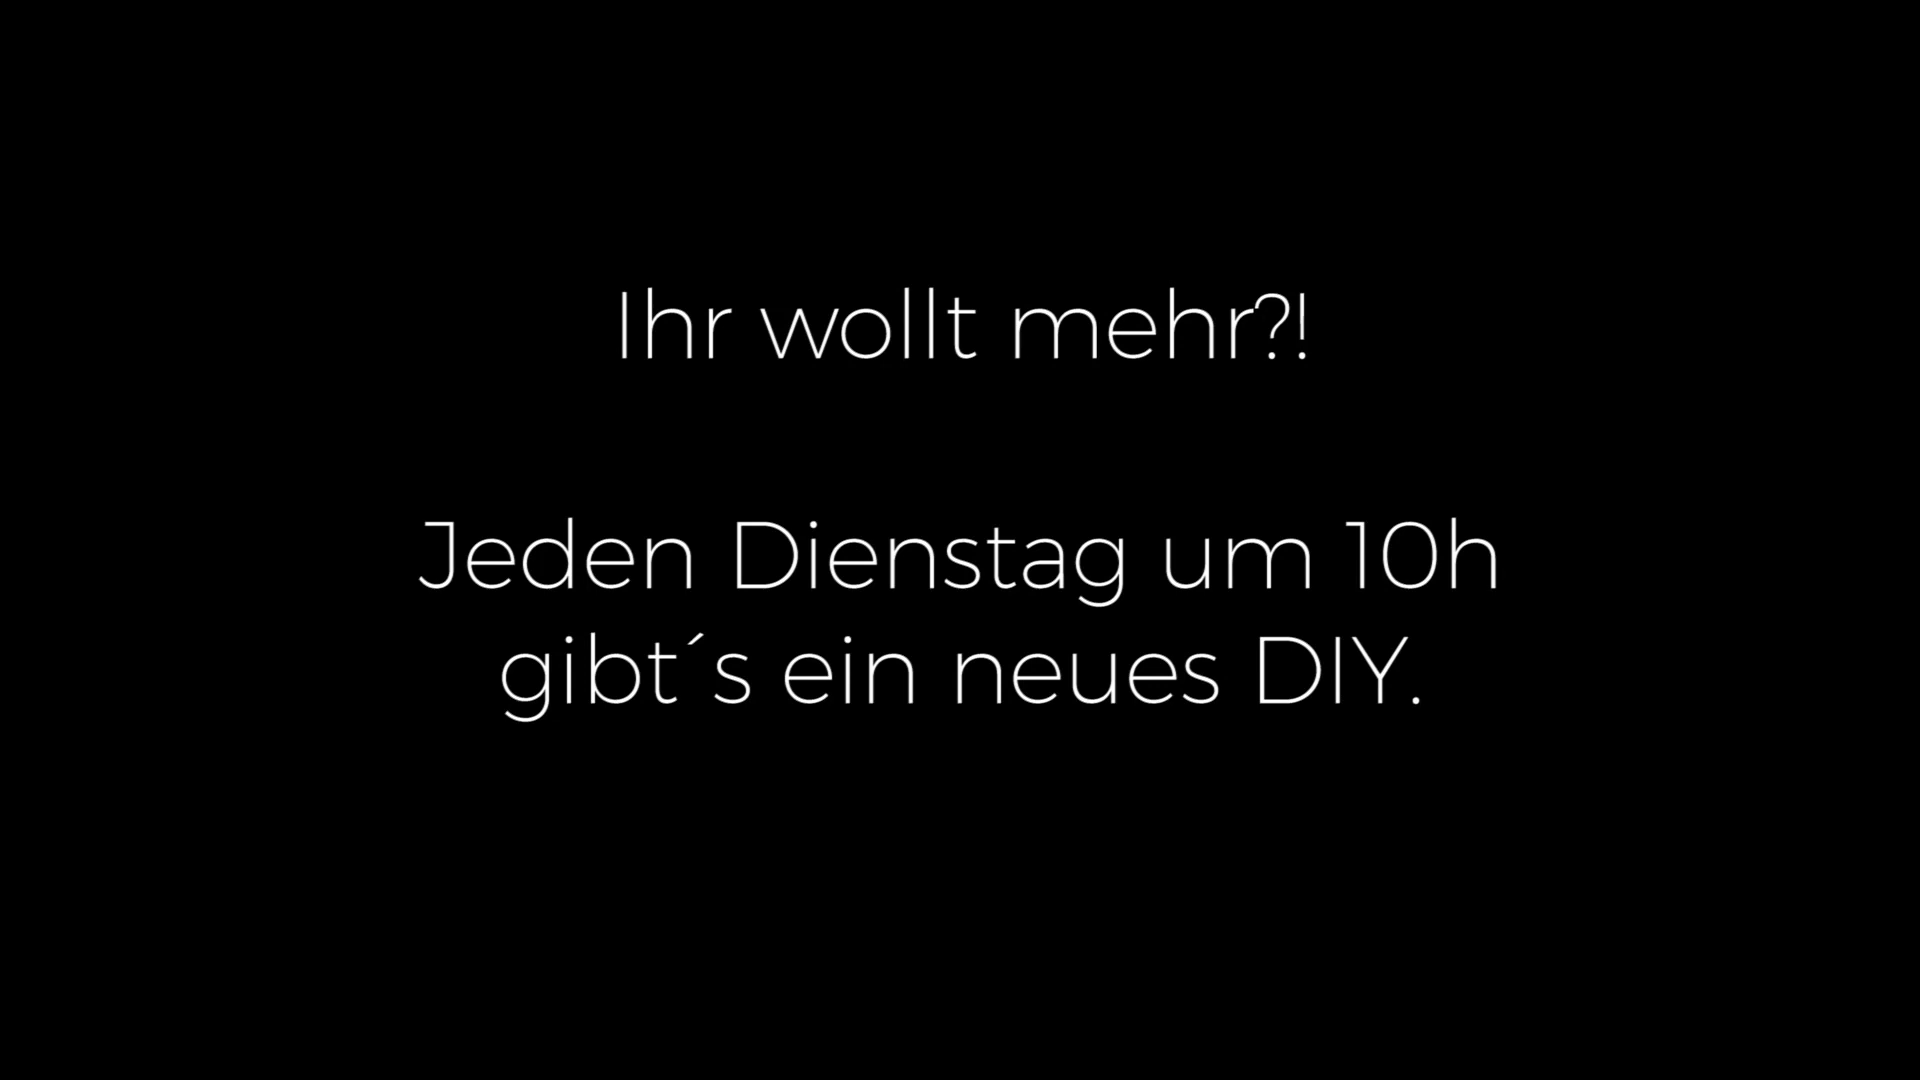 Ihr wollt mehr?!
Jeden Dienstag um 10h
gibt´s ein neues DIY.